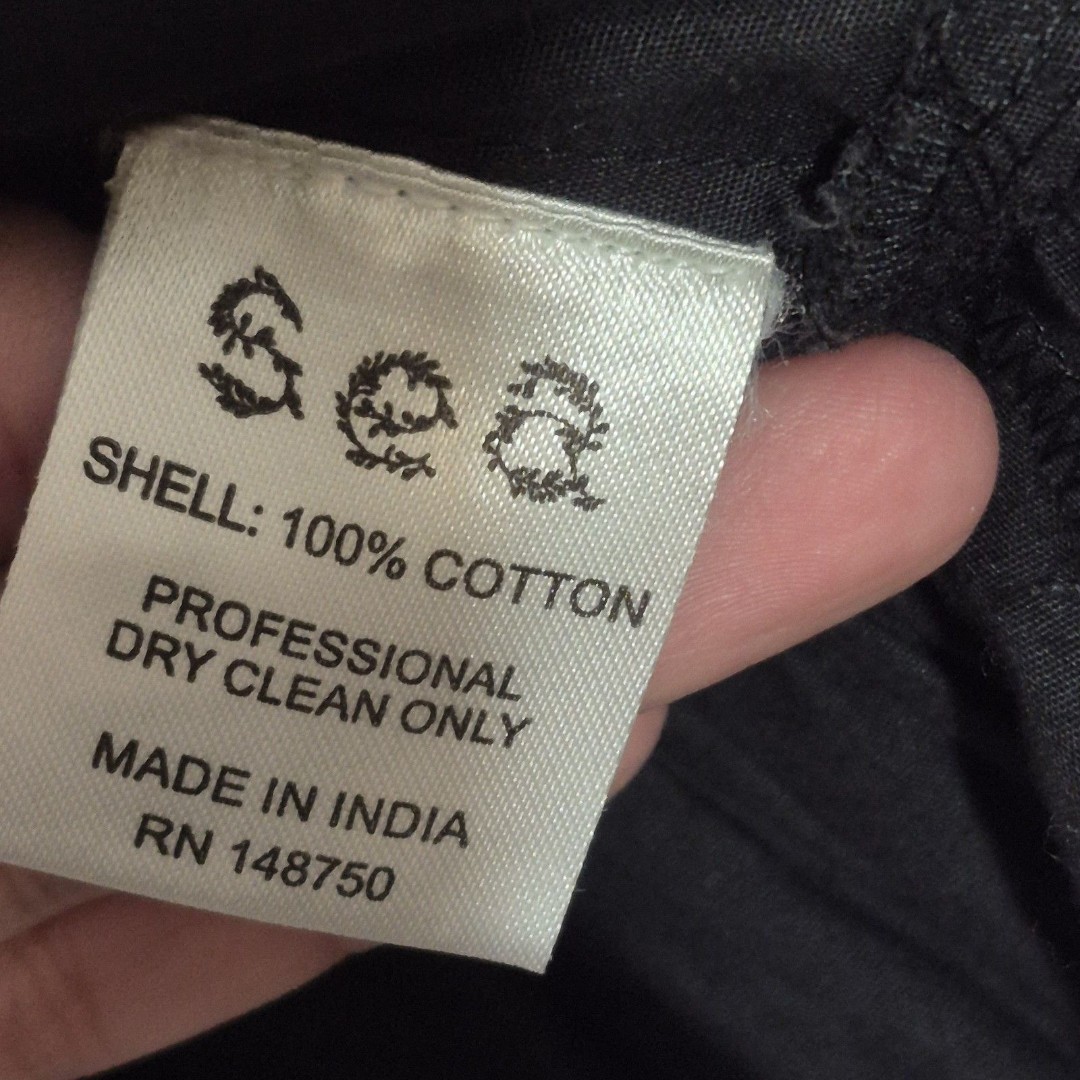 Sea
SHELL: 100% COTTON
PROFESSIONAL
DRY CLEAN ONLY
MADE IN INDIA
RN 148750